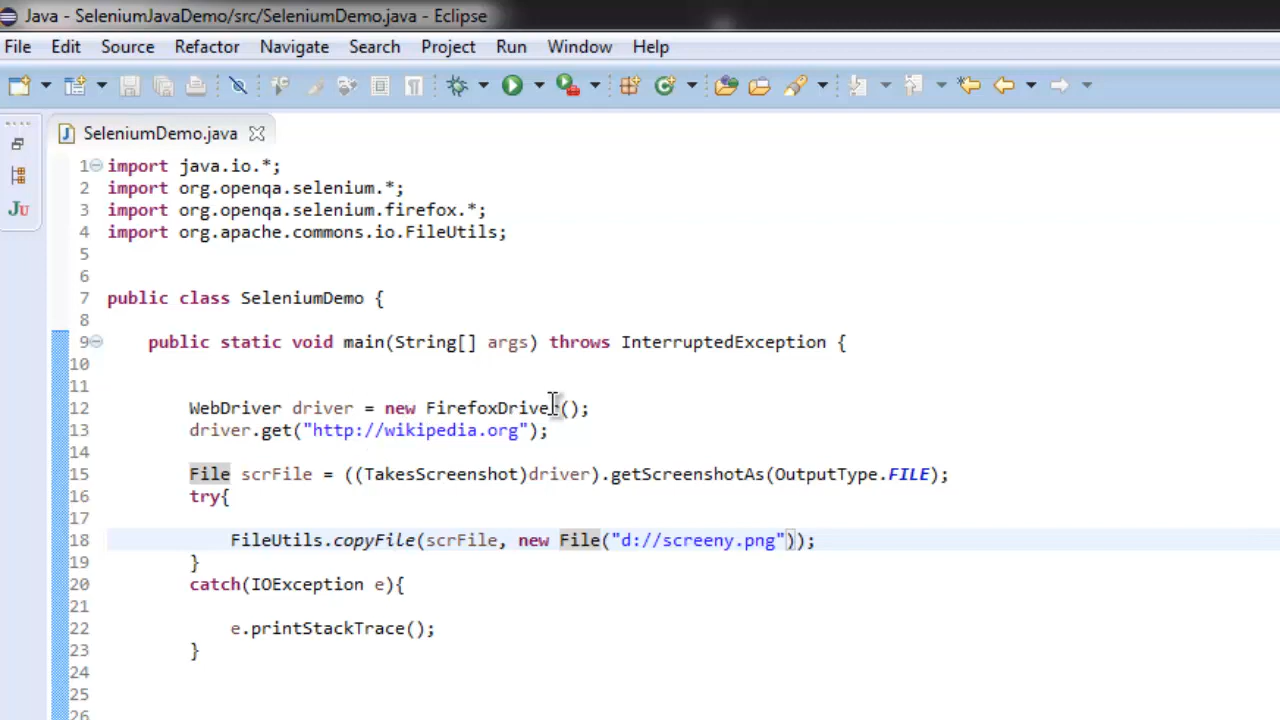 Java - SeleniumJavaDemo/src/SeleniumDemo.java - Eclipse
File Edit Source Refactor Navigate Search Project Run Window Help
SeleniumDemo.java
1 import java.io.*;
2 import org.openqa.selenium.*;
3 import org.openqa.selenium.firefox.*;
4 import org.apache.commons.io.FileUtils;
5
6
7 public class SeleniumDemo {
8
9 public static void main(String[] args) throws InterruptedException {
10
11
12 WebDriver driver = new FirefoxDriver();
13 driver.get("http://wikipedia.org");
14
15 File scrFile = ((TakesScreenshot)driver).getScreenshotAs(OutputType.FILE);
16 try{
17
18 FileUtils.copyFile(scrFile, new File("d://screeny.png"));
19 }
20 catch(IOException e){
21
22 e.printStackTrace();
23 }
24
25
26
JU